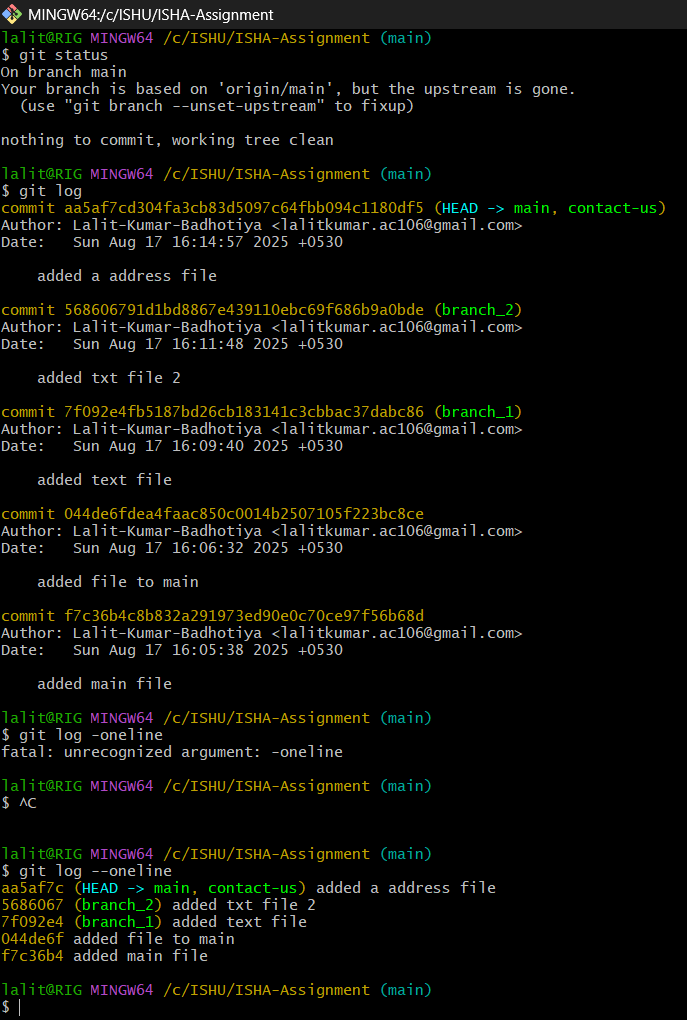 MINGW64:/c/ISHU/ISHA-Assignment
lalit@RIG MINGW64 /c/ISHU/ISHA-Assignment (main)
$ git status
On branch main
Your branch is based on 'origin/main', but the upstream is gone.
  (use "git branch --unset-upstream" to fixup)
nothing to commit, working tree clean
lalit@RIG MINGW64 /c/ISHU/ISHA-Assignment (main)
$ git log
commit aa5af7cd304fa3cb83d5097c64fbb094c1180df5 (HEAD -> main, contact-us)
Author: Lalit-Kumar-Badhotiya <lalitkumar.ac106@gmail.com>
Date:   Sun Aug 17 16:14:57 2025 +0530
    added a address file
commit 568606791d1bd8867e439110ebc69f686b9a0bde (branch_2)
Author: Lalit-Kumar-Badhotiya <lalitkumar.ac106@gmail.com>
Date:   Sun Aug 17 16:11:48 2025 +0530
    added txt file 2
commit 7f092e4fb5187bd26cb183141c3cbbac37dabc86 (branch_1)
Author: Lalit-Kumar-Badhotiya <lalitkumar.ac106@gmail.com>
Date:   Sun Aug 17 16:09:40 2025 +0530
    added text file
commit 044de6fdea4faac850c0014b2507105f223bc8ce
Author: Lalit-Kumar-Badhotiya <lalitkumar.ac106@gmail.com>
Date:   Sun Aug 17 16:06:32 2025 +0530
    added file to main
commit f7c36b4c8b832a291973ed90e0c70ce97f56b68d
Author: Lalit-Kumar-Badhotiya <lalitkumar.ac106@gmail.com>
Date:   Sun Aug 17 16:05:38 2025 +0530
    added main file
lalit@RIG MINGW64 /c/ISHU/ISHA-Assignment (main)
$ git log -oneline
fatal: unrecognized argument: -oneline
lalit@RIG MINGW64 /c/ISHU/ISHA-Assignment (main)
$ ^C
lalit@RIG MINGW64 /c/ISHU/ISHA-Assignment (main)
$ git log --oneline
aa5af7c (HEAD -> main, contact-us) added a address file
5686067 (branch_2) added txt file 2
7f092e4 (branch_1) added text file
044de6f added file to main
f7c36b4 added main file
lalit@RIG MINGW64 /c/ISHU/ISHA-Assignment (main)
$